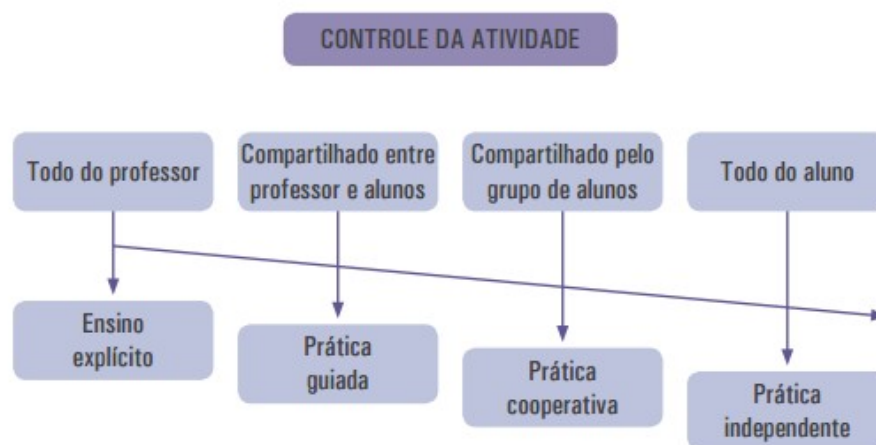 CONTROLE DA ATIVIDADE
Todo do professor
Compartilhado entre
professor e alunos
Compartilhado pelo
grupo de alunos
Todo do aluno
Ensino
explícito
Prática
guiada
Prática
cooperativa
Prática
independente